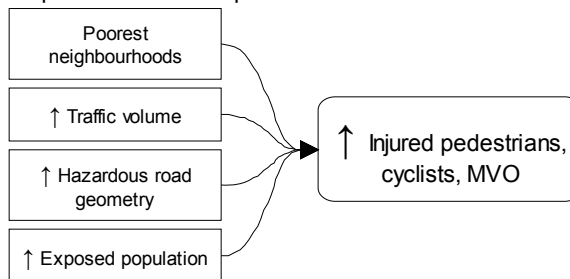 Poorest
neighbourhoods
↑ Traffic volume
↑ Hazardous road
geometry
↑ Exposed population
↑ Injured pedestrians,
cyclists, MVO